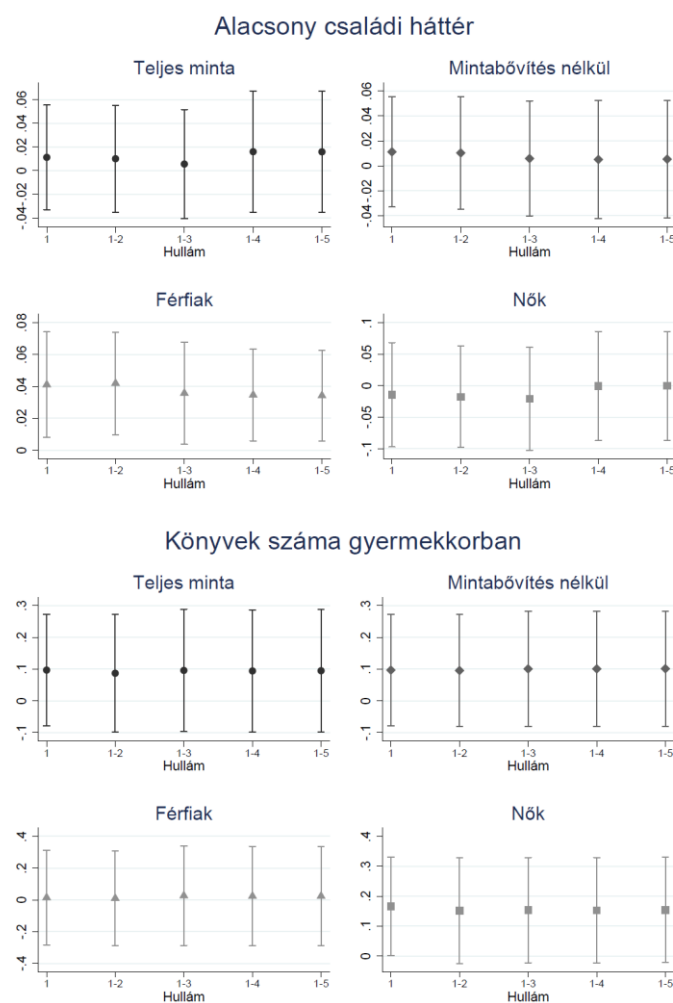 Alacsony családi háttér
Teljes minta
.06
.04
.02
0
-.02
-.04
1 1-2 1-3 1-4 1-5
Hullám
Mintabővítés nélkül
.06
.04
.02
0
-.02
-.04
1 1-2 1-3 1-4 1-5
Hullám
Férfiak
.08
.06
.04
.02
0
1 1-2 1-3 1-4 1-5
Hullám
Nők
.1
.05
0
-.05
-.1
1 1-2 1-3 1-4 1-5
Hullám
Könyvek száma gyermekkorban
Teljes minta
.3
.2
.1
0
-.1
1 1-2 1-3 1-4 1-5
Hullám
Mintabővítés nélkül
.3
.2
.1
0
-.1
1 1-2 1-3 1-4 1-5
Hullám
Férfiak
.4
.2
0
-.2
-.4
1 1-2 1-3 1-4 1-5
Hullám
Nők
.4
.3
.2
.1
0
1 1-2 1-3 1-4 1-5
Hullám